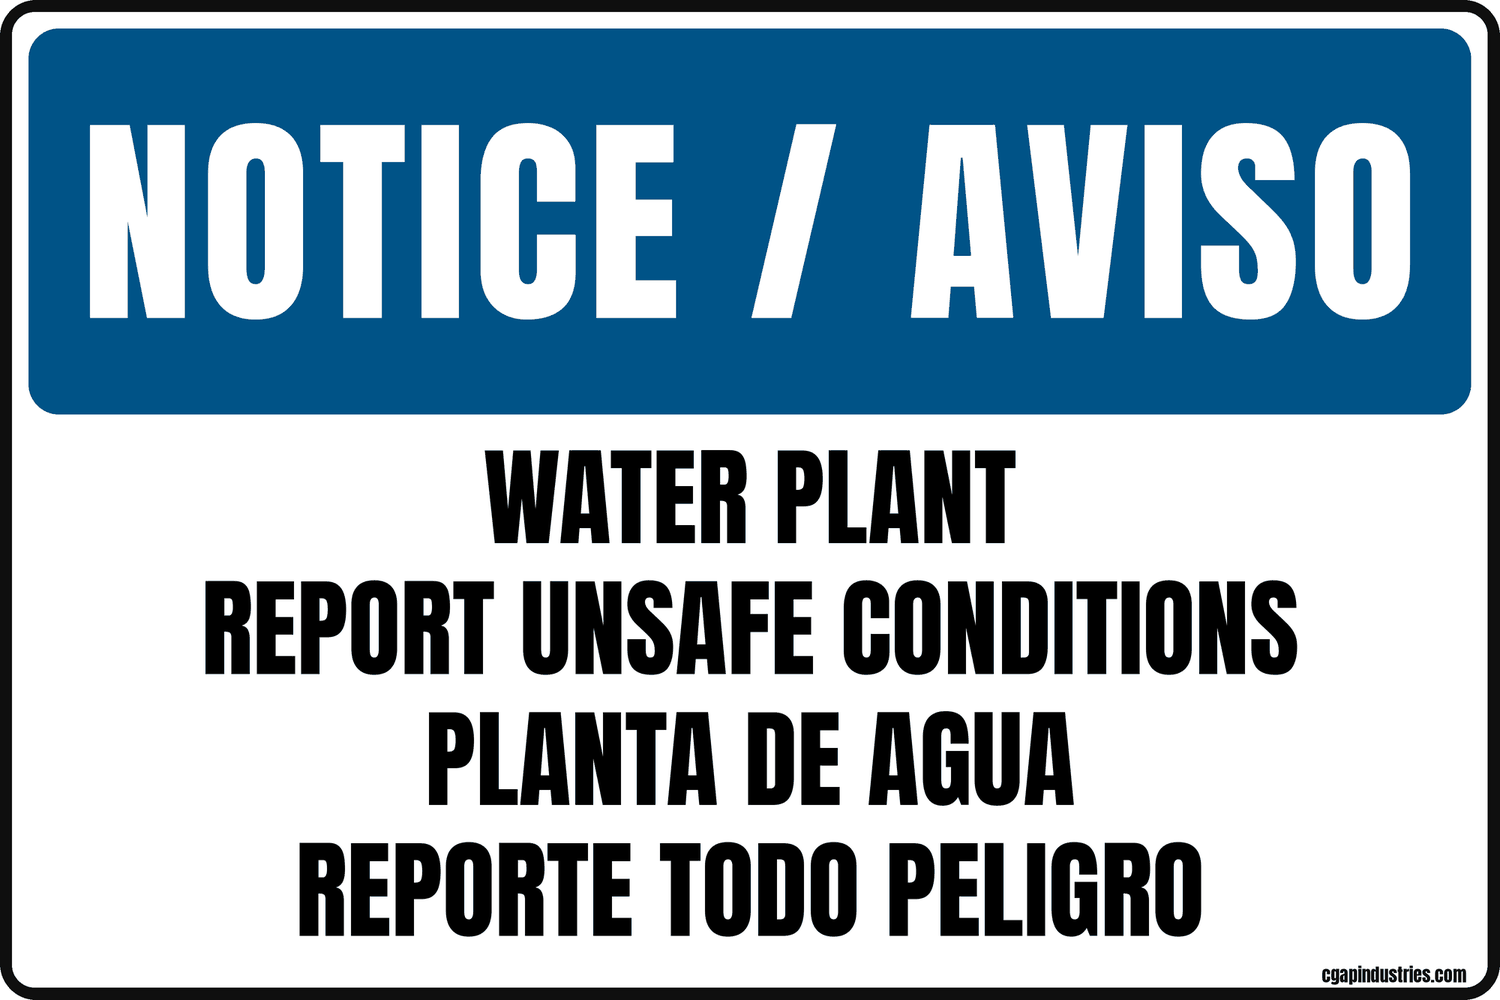 NOTICE / AVISO
WATER PLANT
REPORT UNSAFE CONDITIONS
PLANTA DE AGUA
REPORTE TODO PELIGRO
cgapindustries.com